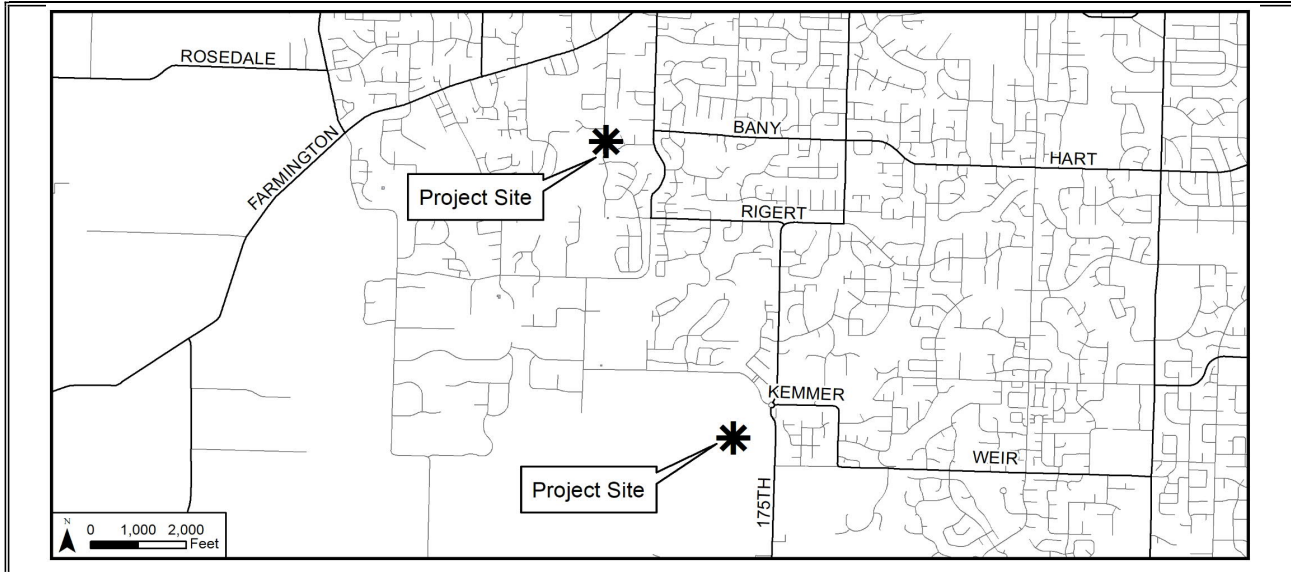 ROSEDALE
FARMINGTON
BANY
HART
Project Site
RIGERT
KEMMER
WEIR
Project Site
175TH
N
0 1,000 2,000
Feet